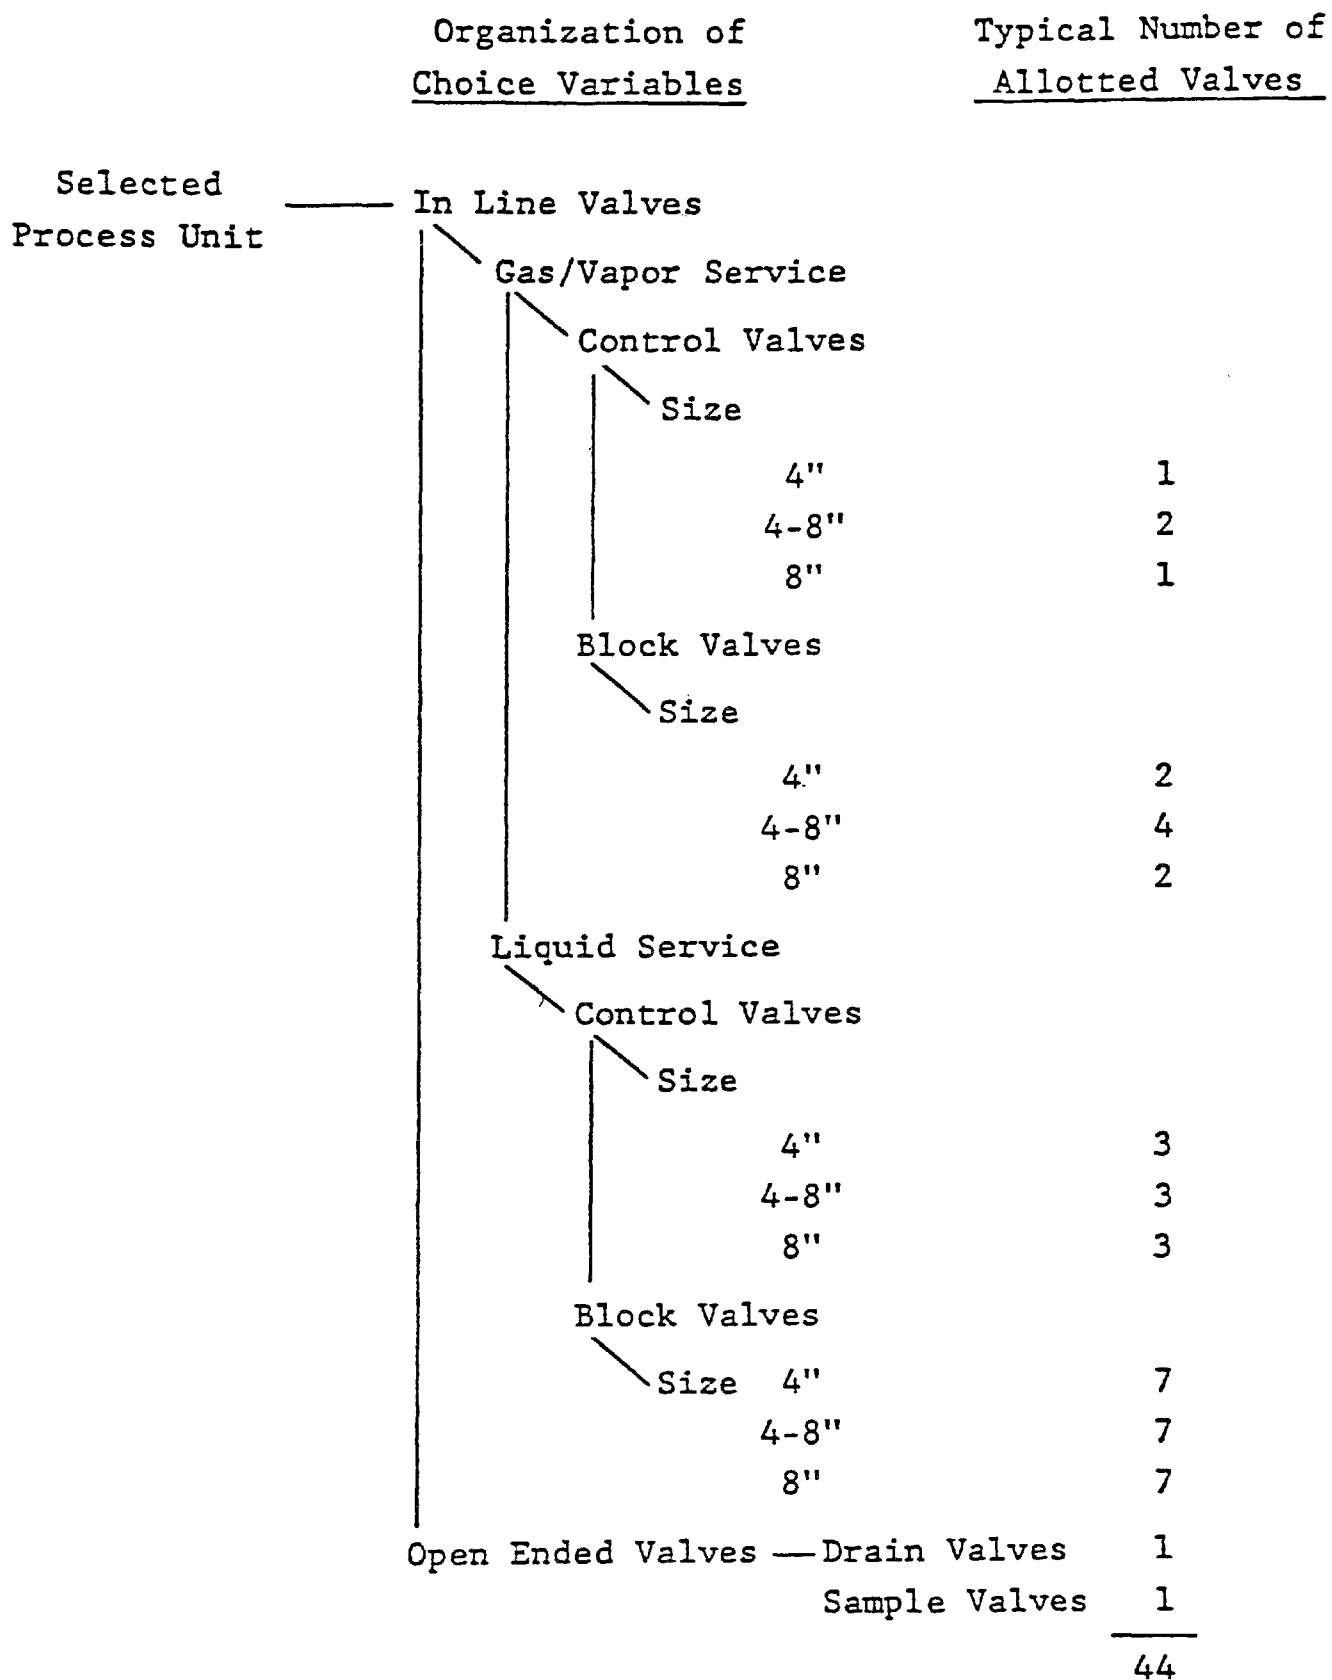 Organization of
Choice Variables
Typical Number of
Allotted Valves
Selected
Process Unit
In Line Valves
Gas/Vapor Service
Control Valves
Size
4" 1
4-8" 2
8" 1
Block Valves
Size
4" 2
4-8" 4
8" 2
Liquid Service
Control Valves
Size
4" 3
4-8" 3
8" 3
Block Valves
Size 4" 7
4-8" 7
8" 7
Open Ended Valves — Drain Valves 1
Sample Valves 1
44